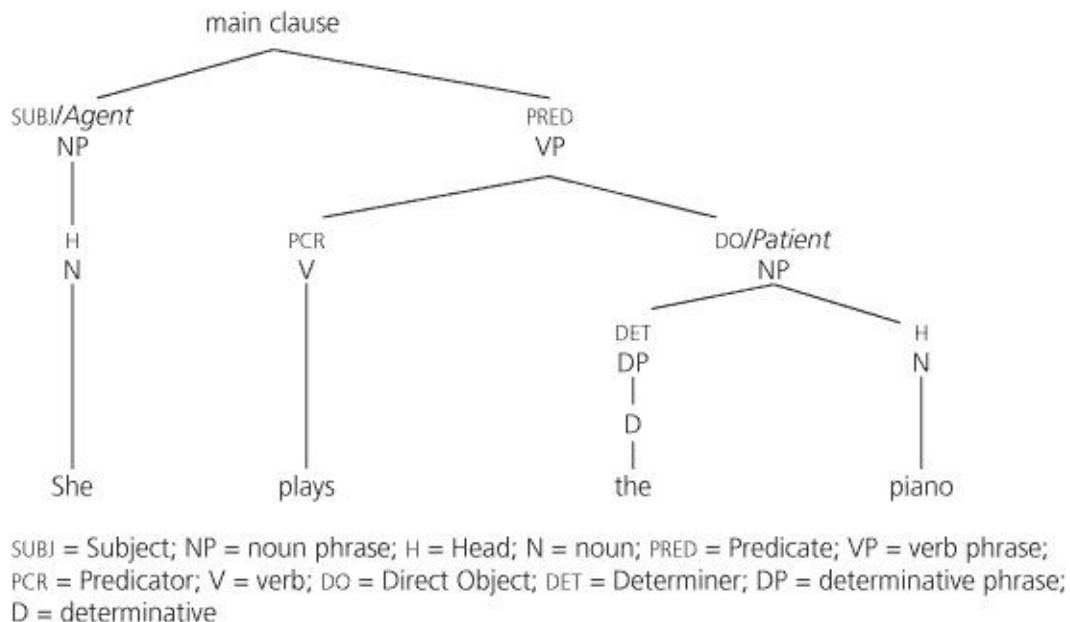 main clause
SUBJ/Agent PRED
NP VP
H PCR DO/Patient
N V NP
DET H
DP N
D
She plays the piano
SUBJ = Subject; NP = noun phrase; H = Head; N = noun; PRED = Predicate; VP = verb phrase;
PCR = Predicator; V = verb; DO = Direct Object; DET = Determiner; DP = determinative phrase;
D = determinative